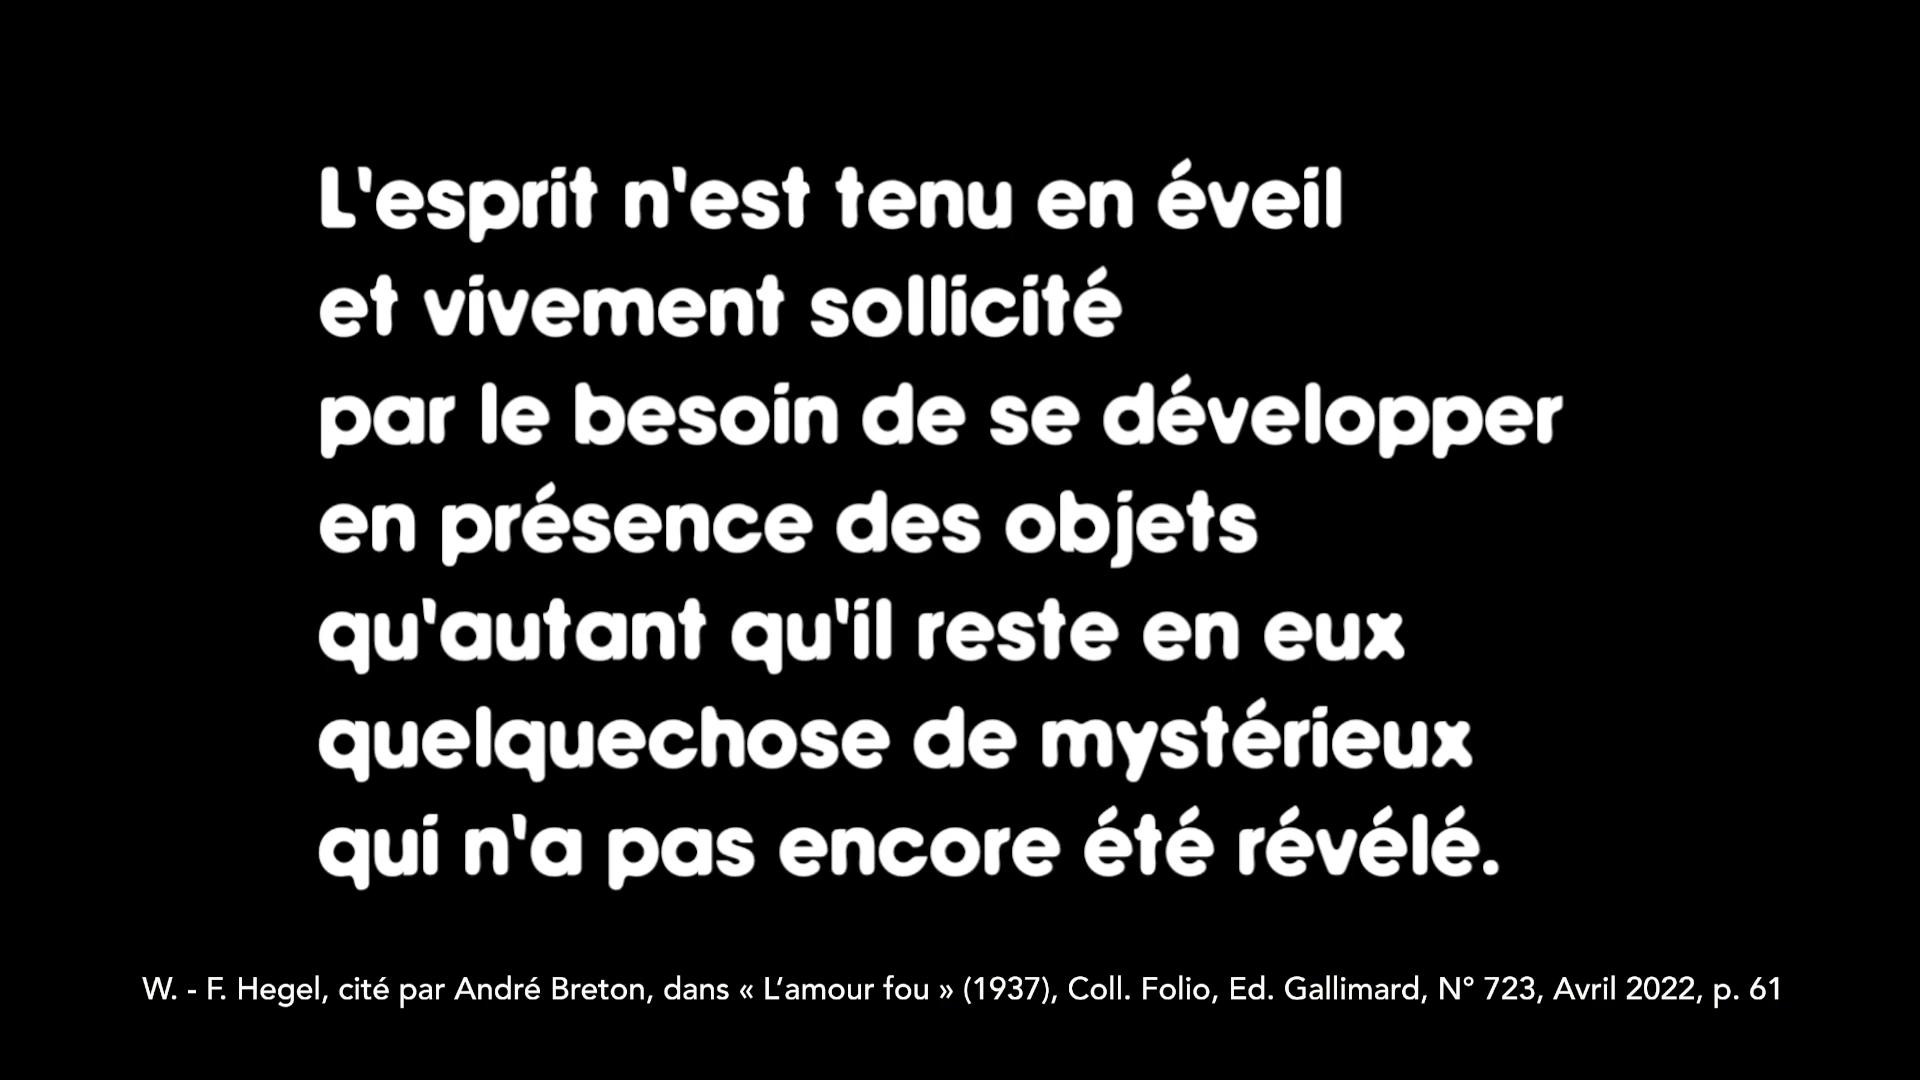 L'esprit n'est tenu en éveil
et vivement sollicité
par le besoin de se développer
en présence des objets
qu'autant qu'il reste en eux
quelquechose de mystérieux
qui n'a pas encore été révélé.
W. - F. Hegel, cité par André Breton, dans « L’amour fou » (1937), Coll. Folio, Ed. Gallimard, N° 723, Avril 2022, p. 61